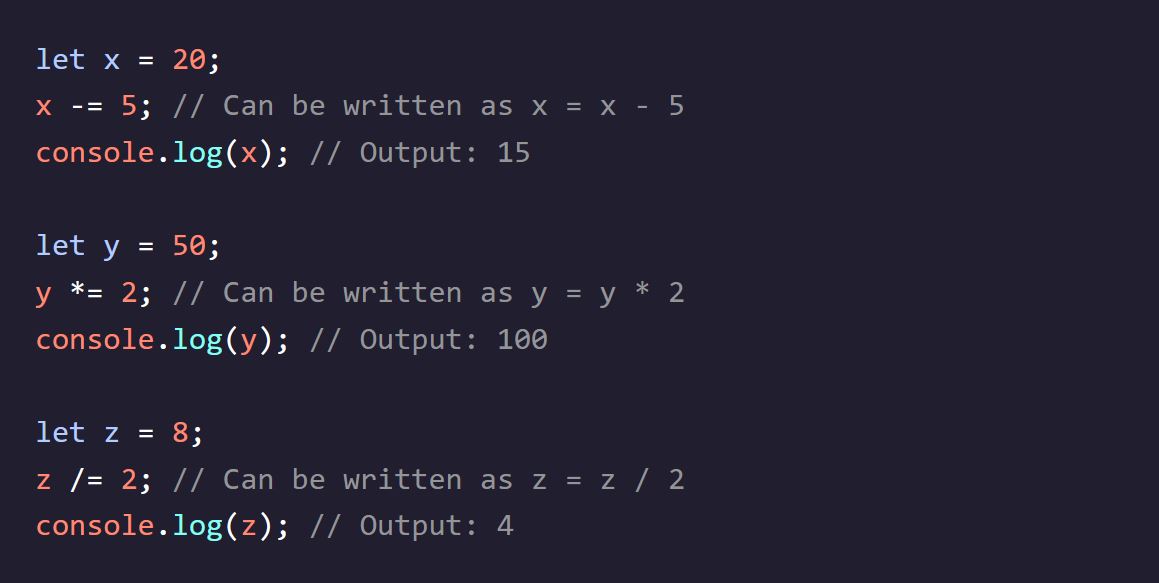 let x = 20;
x -= 5; // Can be written as x = x - 5
console.log(x); // Output: 15
let y = 50;
y *= 2; // Can be written as y = y * 2
console.log(y); // Output: 100
let z = 8;
z /= 2; // Can be written as z = z / 2
console.log(z); // Output: 4